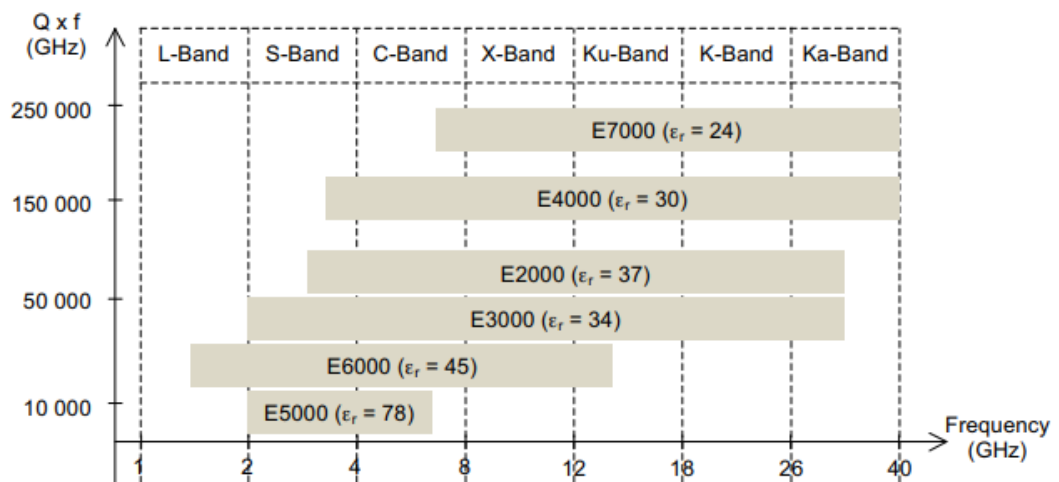 Q x f
(GHz)
L-Band S-Band C-Band X-Band Ku-Band K-Band Ka-Band
250 000
E7000 (εr = 24)
150 000
E4000 (εr = 30)
E2000 (εr = 37)
50 000
E3000 (εr = 34)
E6000 (εr = 45)
10 000
E5000 (εr = 78)
Frequency
(GHz)
1 2 4 8 12 18 26 40